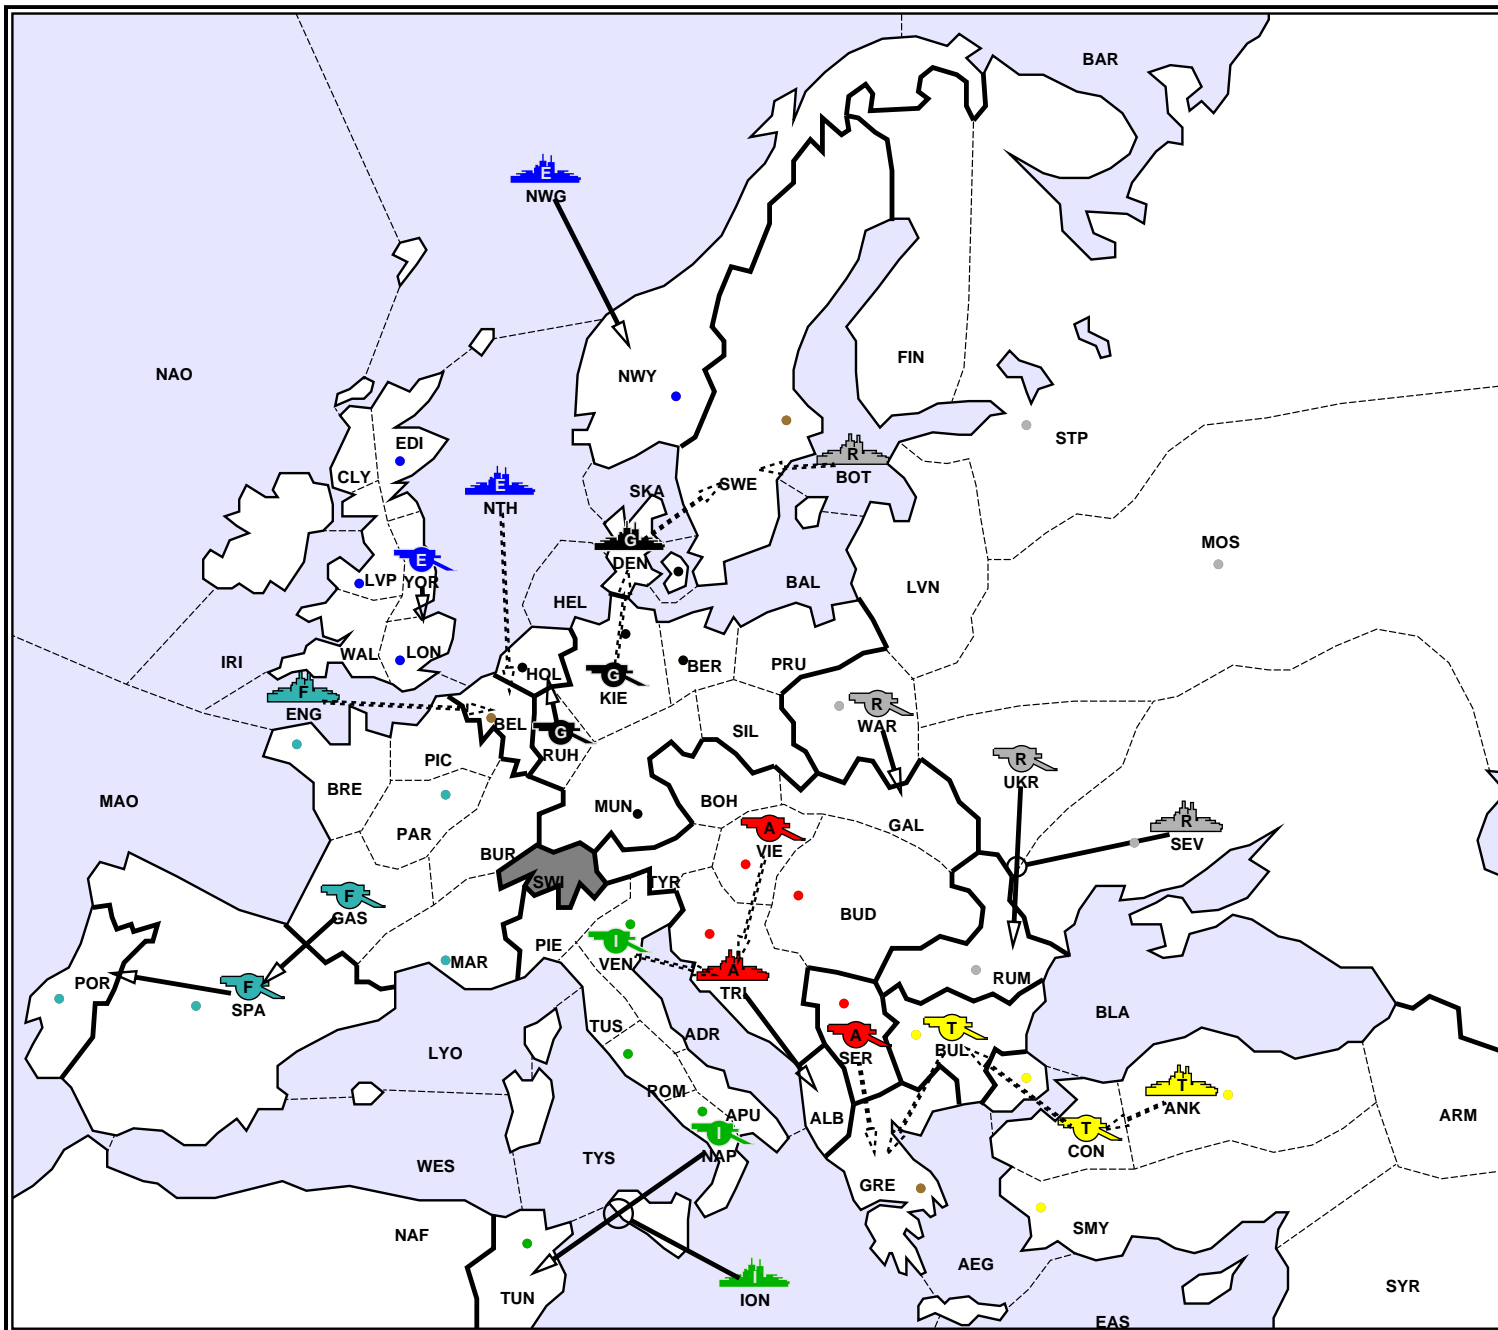 BAR
E
NWG
NAO
FIN
NWY
EDI
STP
R
BOT
CLY
E
NTH
SKA
SWE
G
DEN
MOS
E
YOR
LVP
BAL
LVN
HEL
IRI
WAL
LON
HOL
G
KIE
BER
PRU
F
ENG
BEL
R
WAR
G
RUH
SIL
R
UKR
PIC
BRE
MAO
MUN
BOH
GAL
R
SEV
PAR
A
VIE
BUR
SWI
TYR
F
GAS
BUD
PIE
I
VEN
MAR
A
TRI
POR
F
SPA
RUM
BLA
TUS
ADR
A
SER
T
BUL
LYO
ROM
APU
ALB
T
ANK
ARM
I
NAP
T
CON
WES
TYS
GRE
SMY
NAF
AEG
SYR
TUN
I
ION
EAS